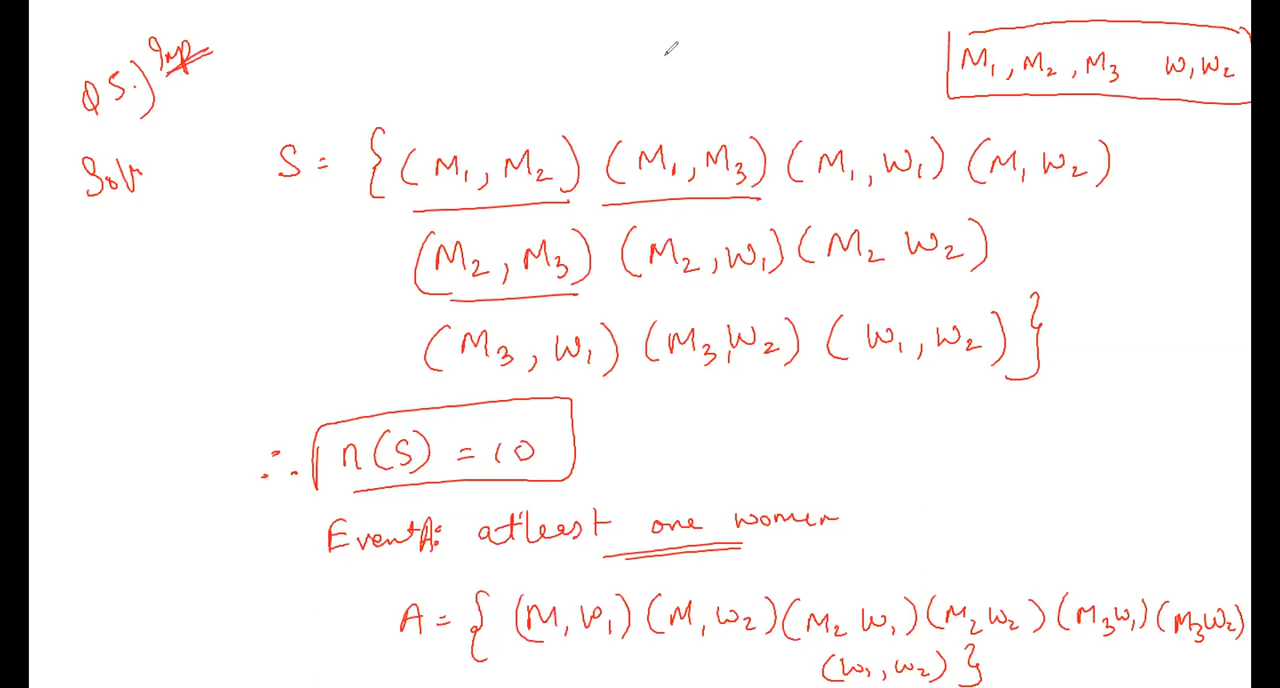 Q5.) Imp
M₁, M₂, M₃ W₁ W₂
Solⁿ S = { (M₁, M₂) (M₁, M₃) (M₁, W₁) (M₁ W₂)
(M₂, M₃) (M₂, W₁) (M₂ W₂)
(M₃, W₁) (M₃, W₂) (W₁, W₂) }
∴ n(S) = 10
Event A: atleast one women
A = { (M₁ W₁) (M₁ W₂) (M₂ W₁) (M₂ W₂) (M₃ W₁) (M₃ W₂)
(W₁, W₂) }